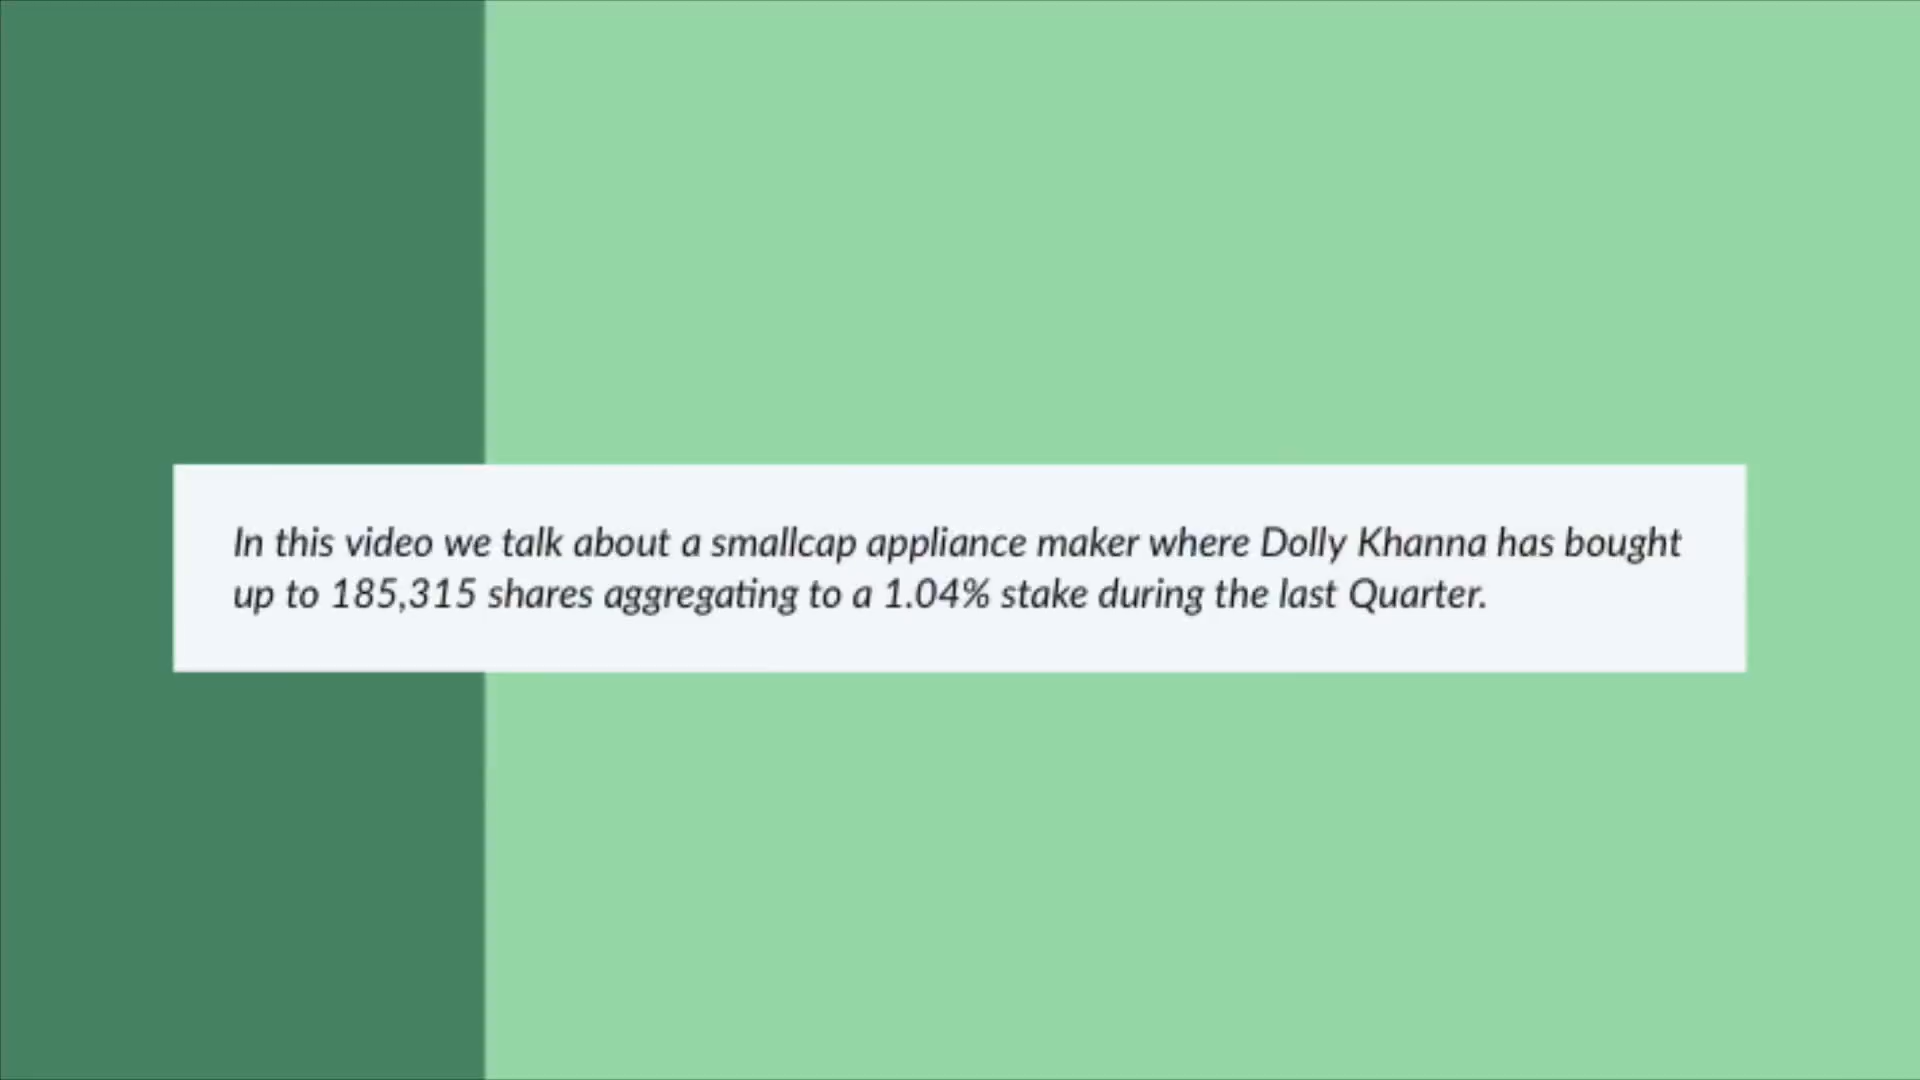 In this video we talk about a smallcap appliance maker where Dolly Khanna has bought
up to 185,315 shares aggregating to a 1.04% stake during the last Quarter.